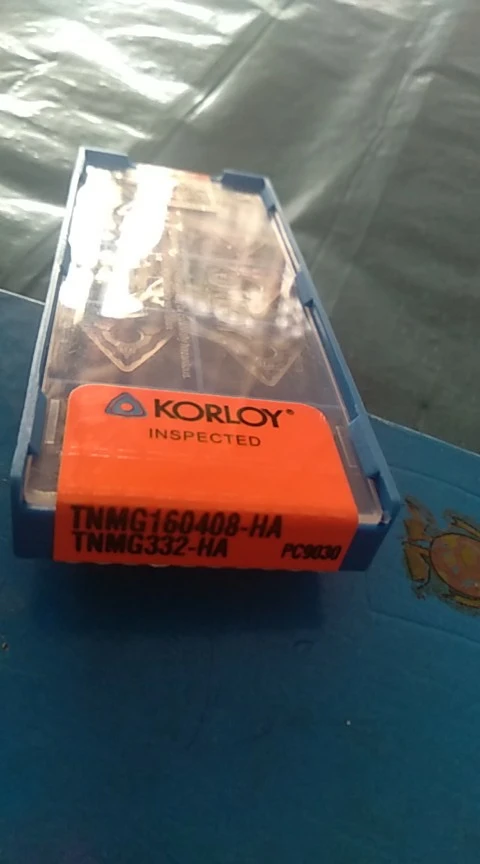 KORLOY®
INSPECTED
TNMG160408-HA
TNMG332-HA PC9030